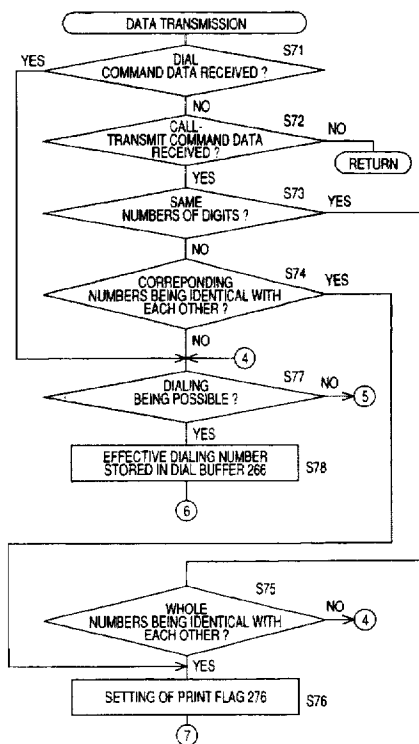 DATA TRANSMISSION
YES
S71
DIAL
COMMAND DATA RECEIVED ?
NO
S72
CALL-
TRANSMIT COMMAND DATA
RECEIVED ?
NO
RETURN
YES
S73
SAME
NUMBERS OF DIGITS ?
YES
NO
S74
CORREPONDING
NUMBERS BEING IDENTICAL WITH
EACH OTHER ?
YES
NO
4
S77
DIALING
BEING POSSIBLE ?
NO
5
YES
EFFECTIVE DIALING NUMBER
STORED IN DIAL BUFFER 266
S78
6
S75
WHOLE
NUMBERS BEING IDENTICAL WITH
EACH OTHER ?
NO
4
YES
SETTING OF PRINT FLAG 276
S76
7